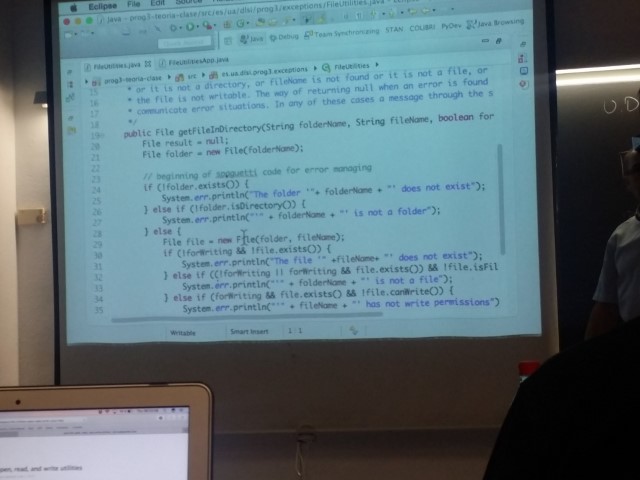 Eclipse File Edit Source
java - prog3-teoria-clase/src/es/ua/dlsi/prog3/exceptions/FileUtilities.java - Eclipse
Java Debug Team Synchronizing STAN COLIBRI PyDev Java Browsing
FileUtilities.java FileUtilitiesApp.java
prog3-teoria-clase src es.ua.dlsi.prog3.exceptions FileUtilities
15 * or it is not a directory, or fileName is not found or it is not a file, or
16 * the file is not writable. The way of returning null when an error is found
17 * communicate error situations. In any of these cases a message through the s
18 */
19 public File getFileInDirectory(String folderName, String fileName, boolean for
20 File result = null;
21 File folder = new File(folderName);
22
23 // beginning of spaguetti code for error managing
24 if (!folder.exists()) {
25 System.err.println("The folder '"+ folderName + "' does not exist");
26 } else if (!folder.isDirectory()) {
27 System.err.println("'" + folderName + "' is not a folder");
28 } else {
29 File file = new File(folder, fileName);
30 if (!forWriting && !file.exists()) {
31 System.err.println("The file '" +fileName+ "' does not exist");
32 } else if ((!forWriting || forWriting && file.exists()) && !file.isFil
33 System.err.println("'" + folderName + "' is not a file");
34 } else if (forWriting && file.exists() && !file.canWrite()) {
35 System.err.println("'" + fileName + "' has not write permissions")
Writable Smart Insert 1 : 1
pen, read, and write utilities